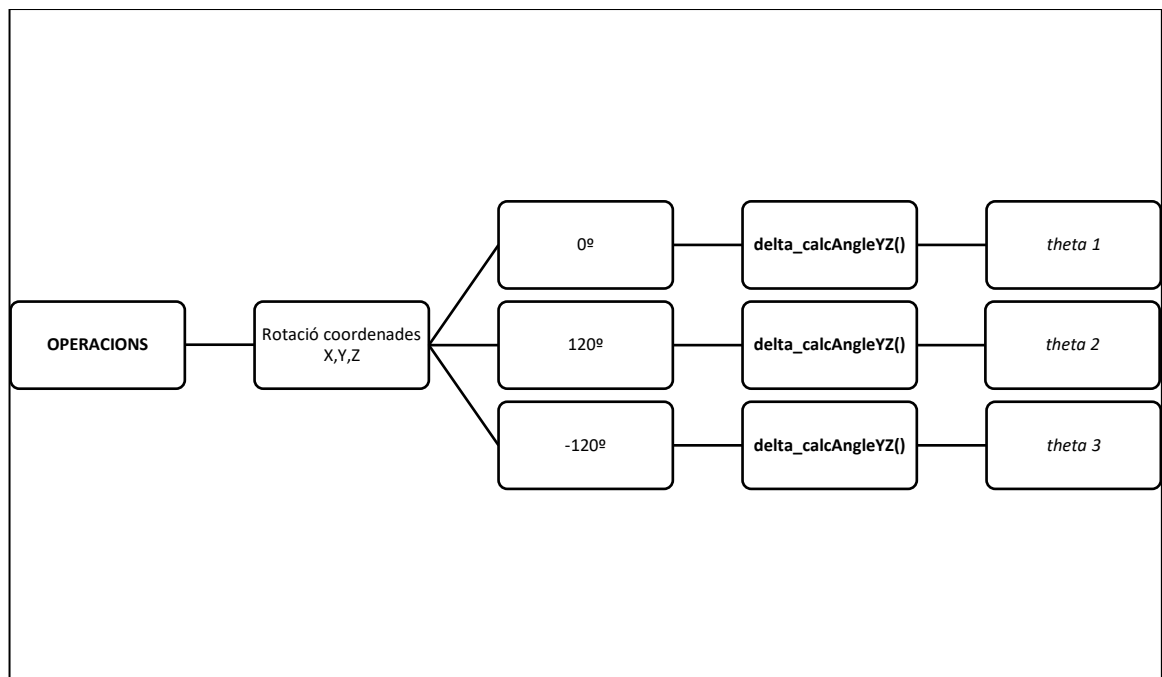 OPERACIONS
Rotació coordenades
X,Y,Z
0º
delta_calcAngleYZ()
theta 1
120º
delta_calcAngleYZ()
theta 2
-120º
delta_calcAngleYZ()
theta 3